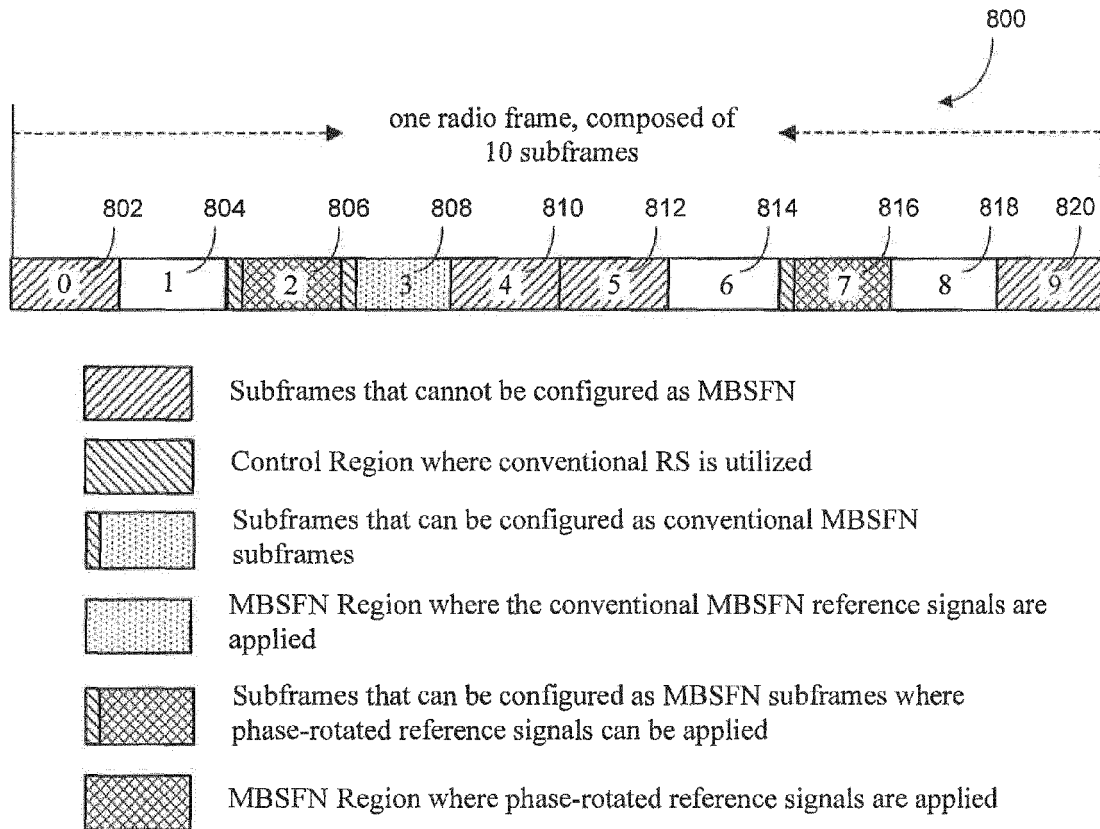 800
one radio frame, composed of
10 subframes
802 804 806 808 810 812 814 816 818 820
0 1 2 3 4 5 6 7 8 9
Subframes that cannot be configured as MBSFN
Control Region where conventional RS is utilized
Subframes that can be configured as conventional MBSFN
subframes
MBSFN Region where the conventional MBSFN reference signals are
applied
Subframes that can be configured as MBSFN subframes where
phase-rotated reference signals can be applied
MBSFN Region where phase-rotated reference signals are applied